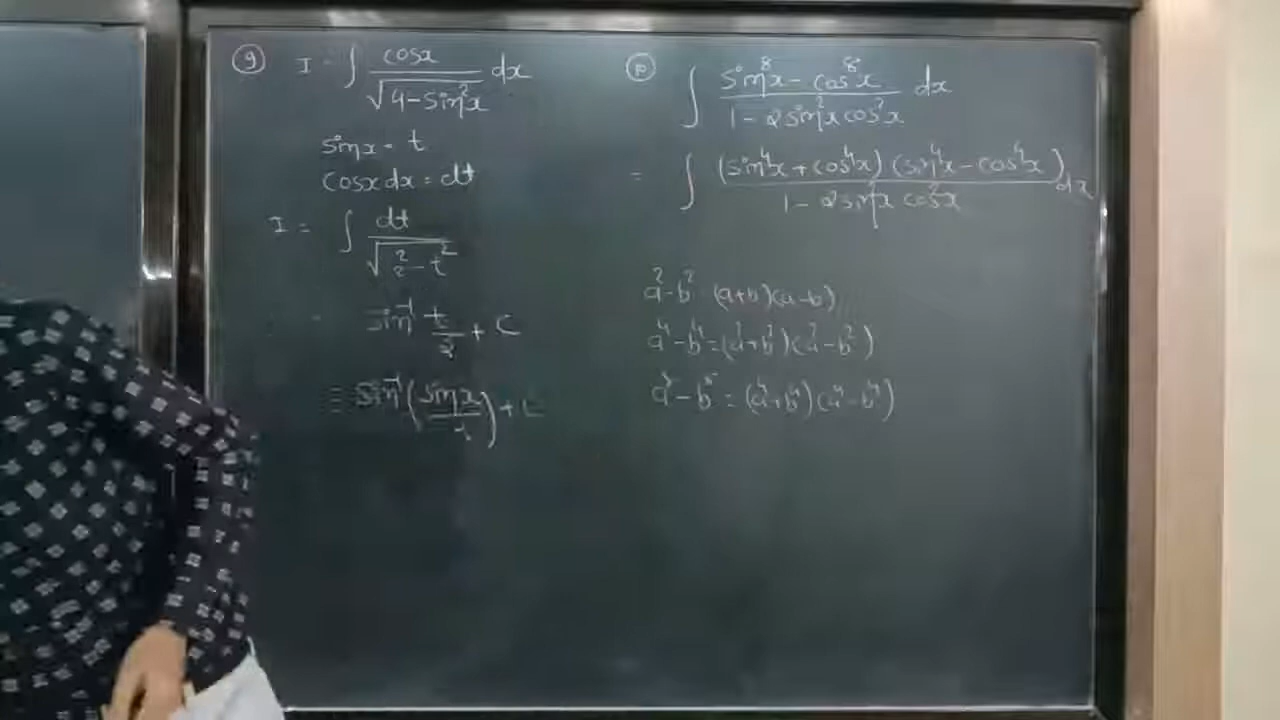 9) I = ∫ cosx / √(4 - sin²x) dx
sinx = t
cosx dx = dt
I = ∫ dt / √(2² - t²)
sin⁻¹ t/2 + C
= sin⁻¹ (sinx /
10) ∫ (sin⁸x - cos⁸x) / (1 - 2sin²x cos²x) dx
= ∫ (sin⁴x + cos⁴x) (sin⁴x - cos⁴x) / (1 - 2sin²x cos²x) dx
a² - b² (a+b)(a-b)
a⁴ - b⁴ = (a² + b²)(a² - b²)
a⁸ - b⁸ = (a⁴ + b⁴)(a⁴ - b⁴)